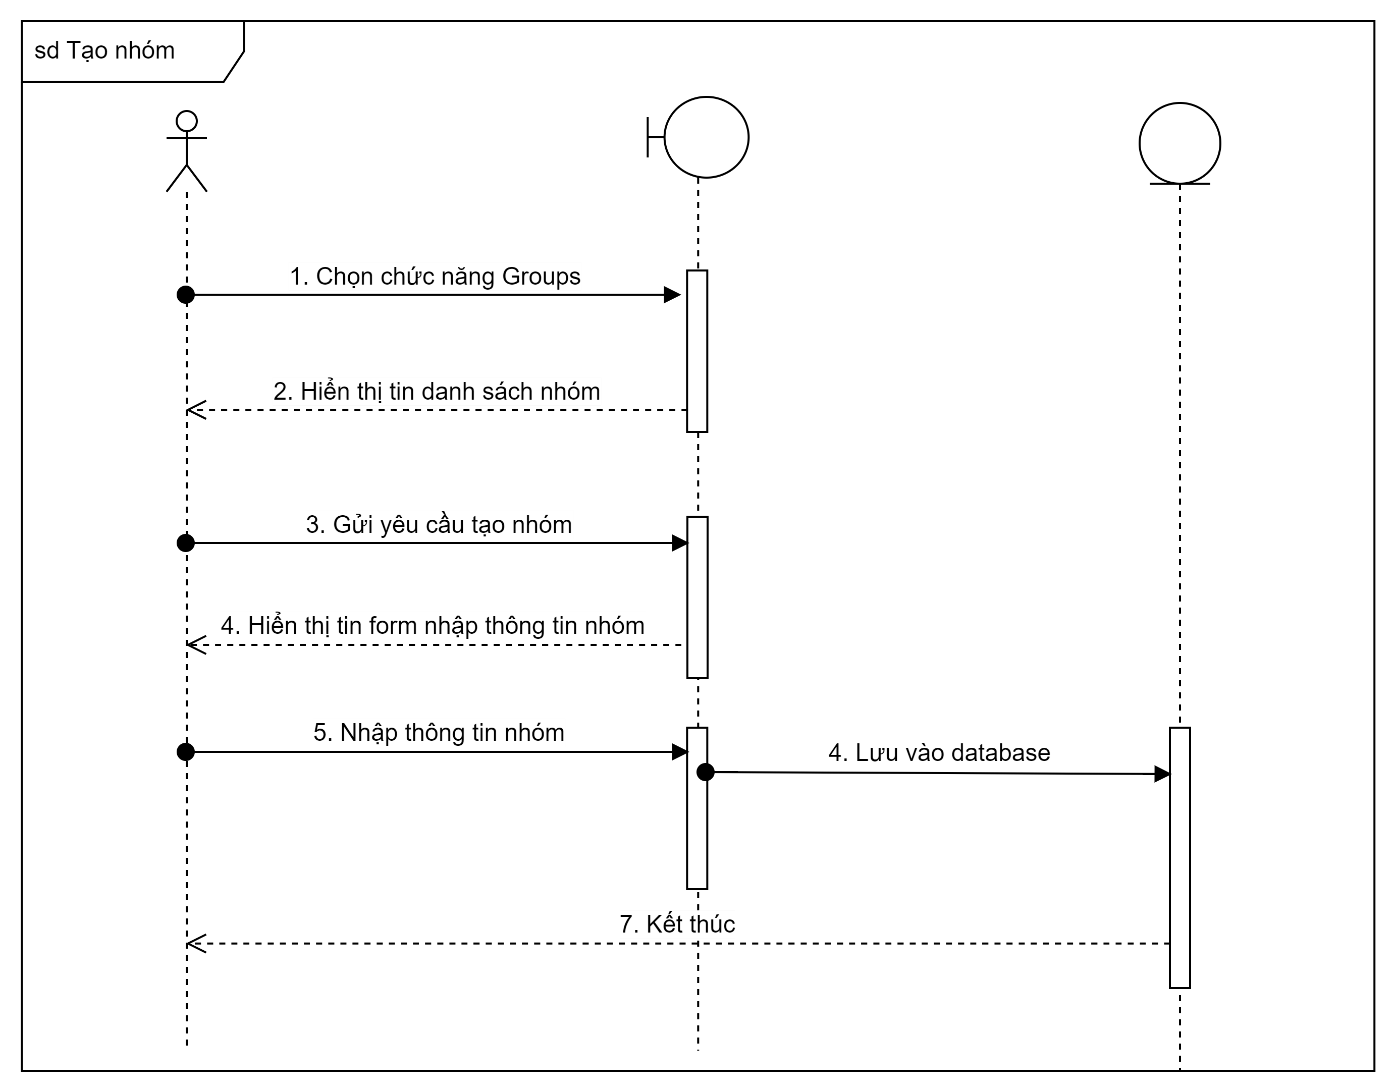 sd Tạo nhóm
1. Chọn chức năng Groups
2. Hiển thị tin danh sách nhóm
3. Gửi yêu cầu tạo nhóm
4. Hiển thị tin form nhập thông tin nhóm
5. Nhập thông tin nhóm
4. Lưu vào database
7. Kết thúc